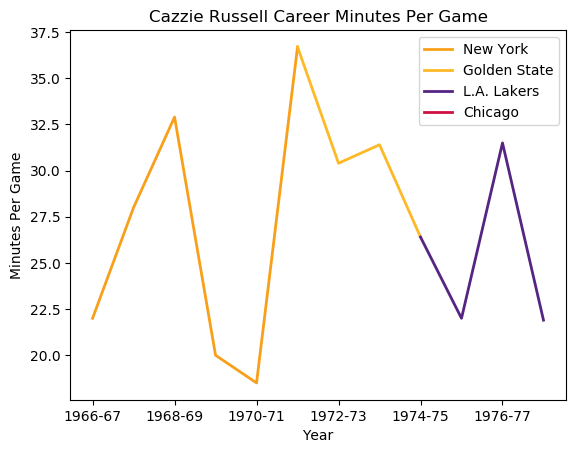 Cazzie Russell Career Minutes Per Game
37.5
35.0
32.5
30.0
27.5
25.0
22.5
20.0
Minutes Per Game
New York
Golden State
L.A. Lakers
Chicago
1966-67 1968-69 1970-71 1972-73 1974-75 1976-77
Year